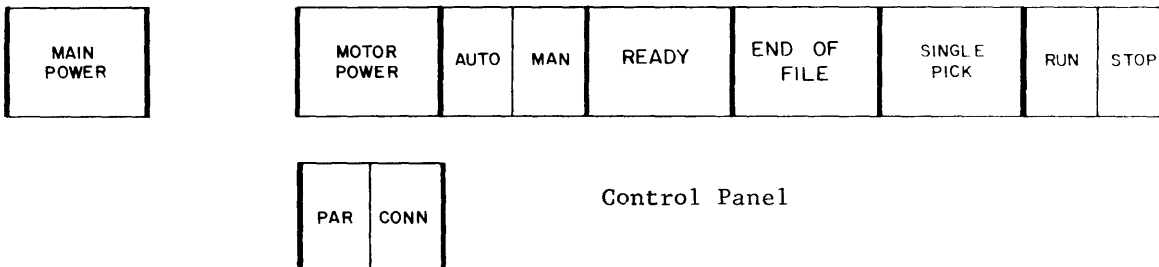 MAIN
POWER
MOTOR
POWER
AUTO
MAN
READY
END OF
FILE
SINGLE
PICK
RUN
STOP
PAR
CONN
Control Panel